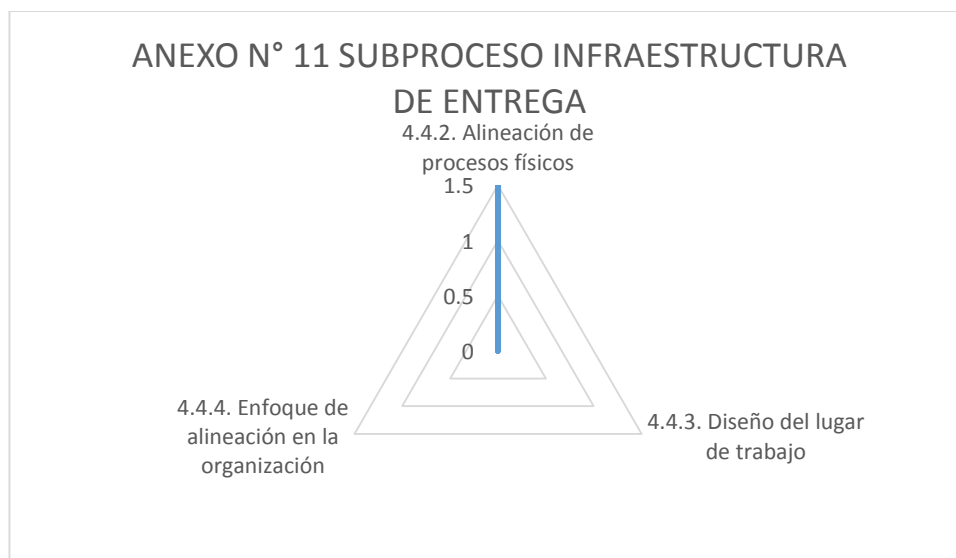 ANEXO N° 11 SUBPROCESO INFRAESTRUCTURA
DE ENTREGA
4.4.2. Alineación de
procesos físicos
1.5
1
0.5
0
4.4.4. Enfoque de
alineación en la
organización
4.4.3. Diseño del lugar
de trabajo